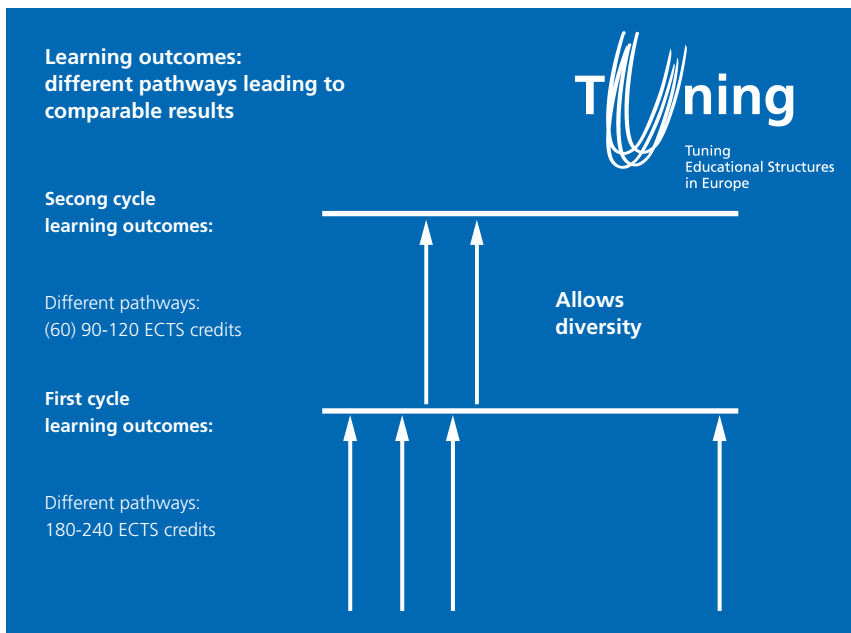 Learning outcomes:
different pathways leading to
comparable results
Tuning
Tuning
Educational Structures
in Europe
Secong cycle
learning outcomes:
Different pathways:
(60) 90-120 ECTS credits
Allows
diversity
First cycle
learning outcomes:
Different pathways:
180-240 ECTS credits